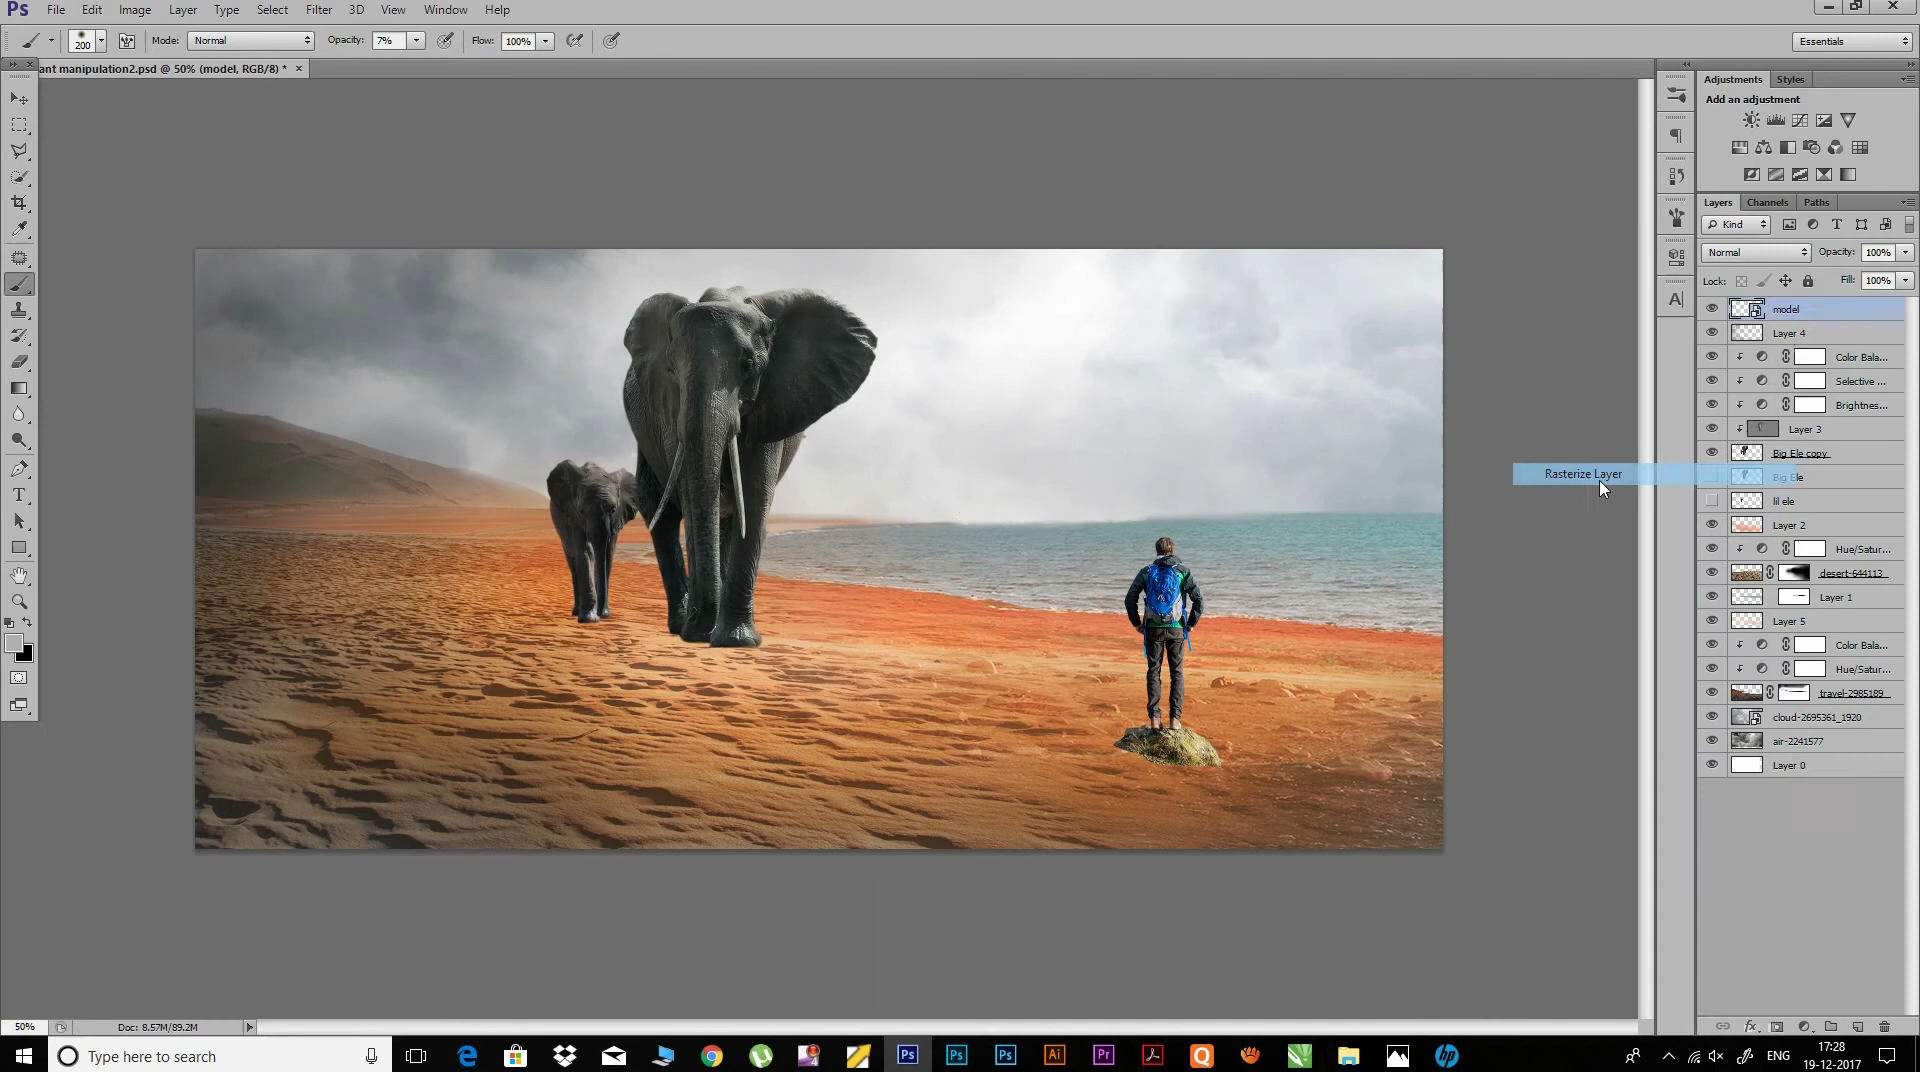 Ps File Edit Image Layer Type Select Filter 3D View Window Help
200 Mode: Normal Opacity: 7% Flow: 100% Essentials
ant manipulation2.psd @ 50% (model, RGB/8) * ×
Adjustments Styles
Add an adjustment
Layers Channels Paths
Kind
Normal Opacity: 100%
Lock: Fill: 100%
model
Layer 4
Color Bala...
Selective ...
Brightnes...
Layer 3
Big Ele copy
Rasterize Layer
Big Ele
lil ele
Layer 2
Hue/Satur...
desert-644113
Layer 1
Layer 5
Color Bala...
Hue/Satur...
travel-2985189
cloud-2695361_1920
air-2241577
Layer 0
50% Doc: 8.57M/89.2M
Type here to search
ENG
17:28
19-12-2017